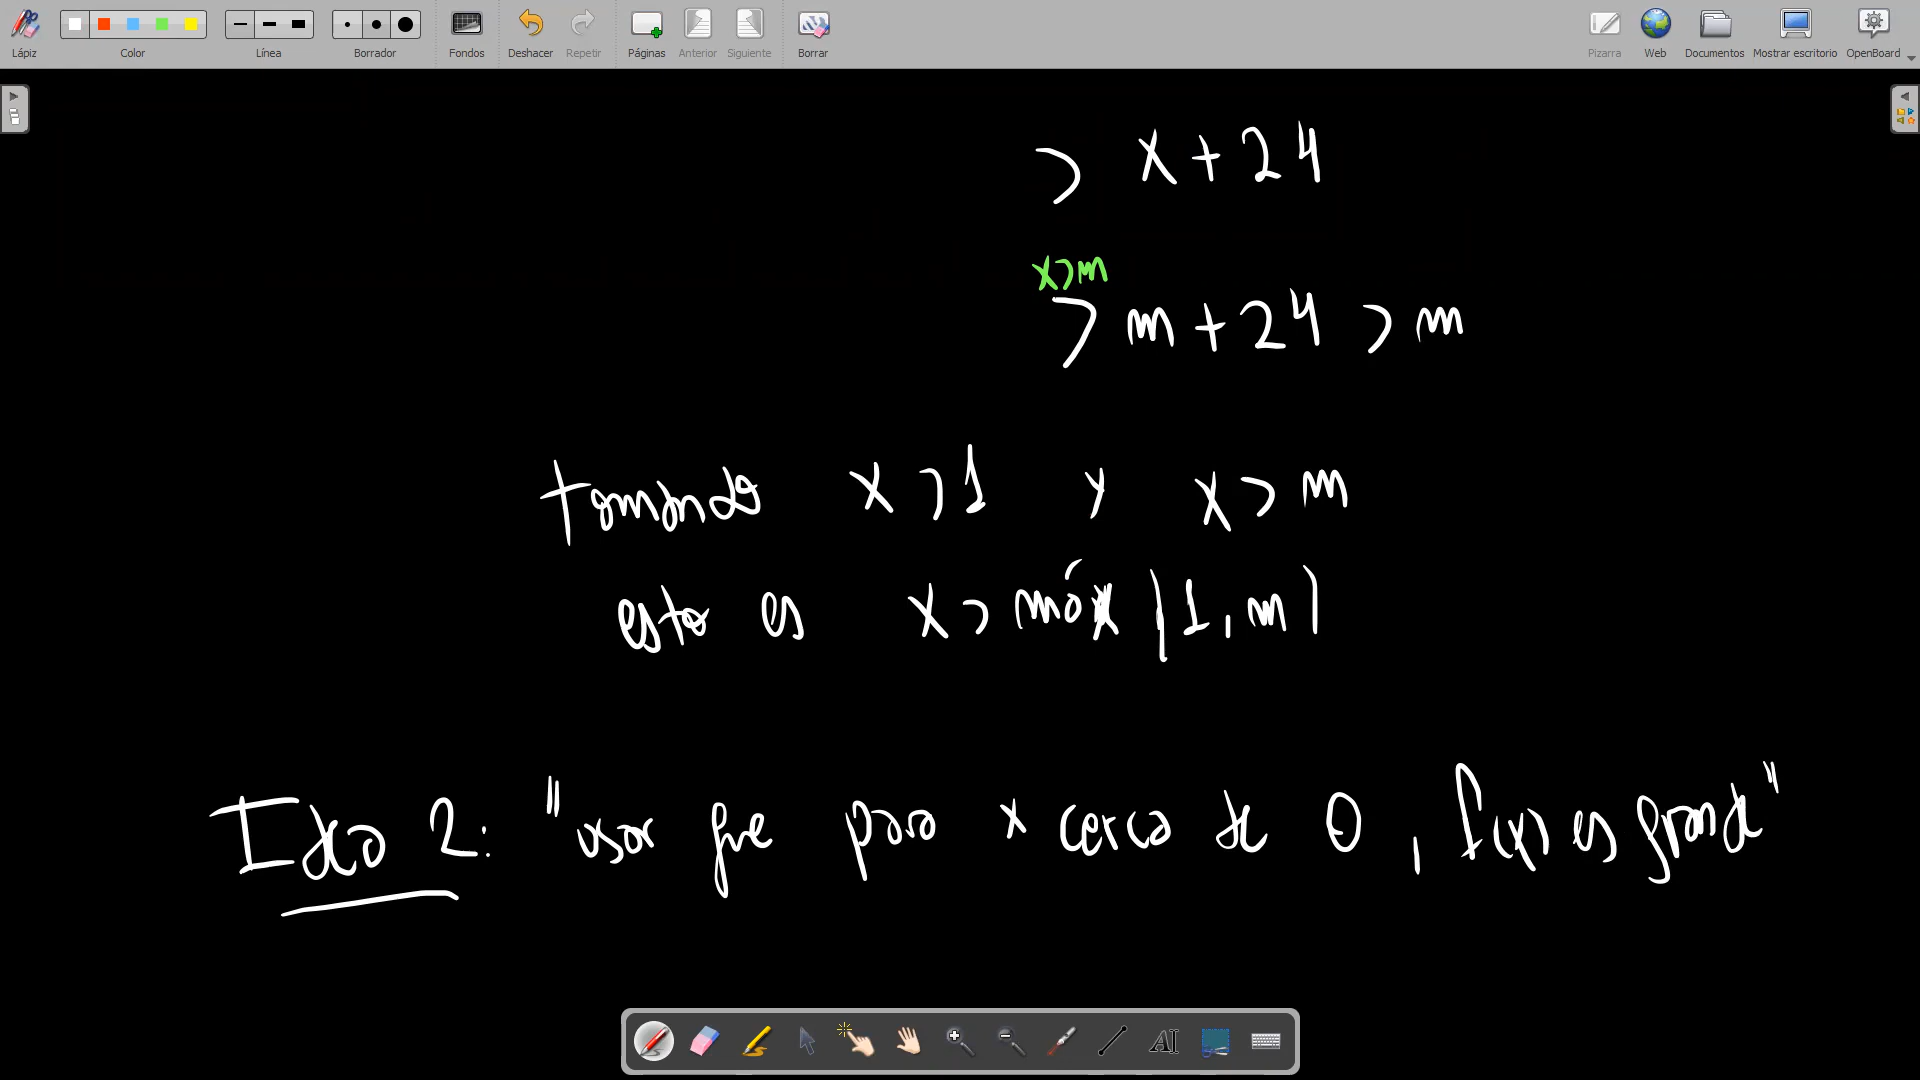 Lápiz Color Línea Borrador Fondos Deshacer Repetir Páginas Anterior Siguiente Borrar Pizarra Web Documentos Mostrar escritorio OpenBoard
> x + 24
x > m
> m + 24 > m
tomando x > 1 y x > m
esto es x > máx {1, m}
Idea 2: "usar que para x cerca de 0, f(x) es grande"
AI